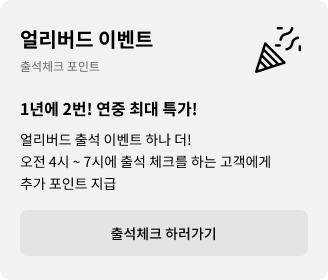 얼리버드 이벤트
출석체크 포인트
1년에 2번! 연중 최대 특가!
얼리버드 출석 이벤트 하나 더!
오전 4시 ~ 7시에 출석 체크를 하는 고객에게
추가 포인트 지급
출석체크 하러가기